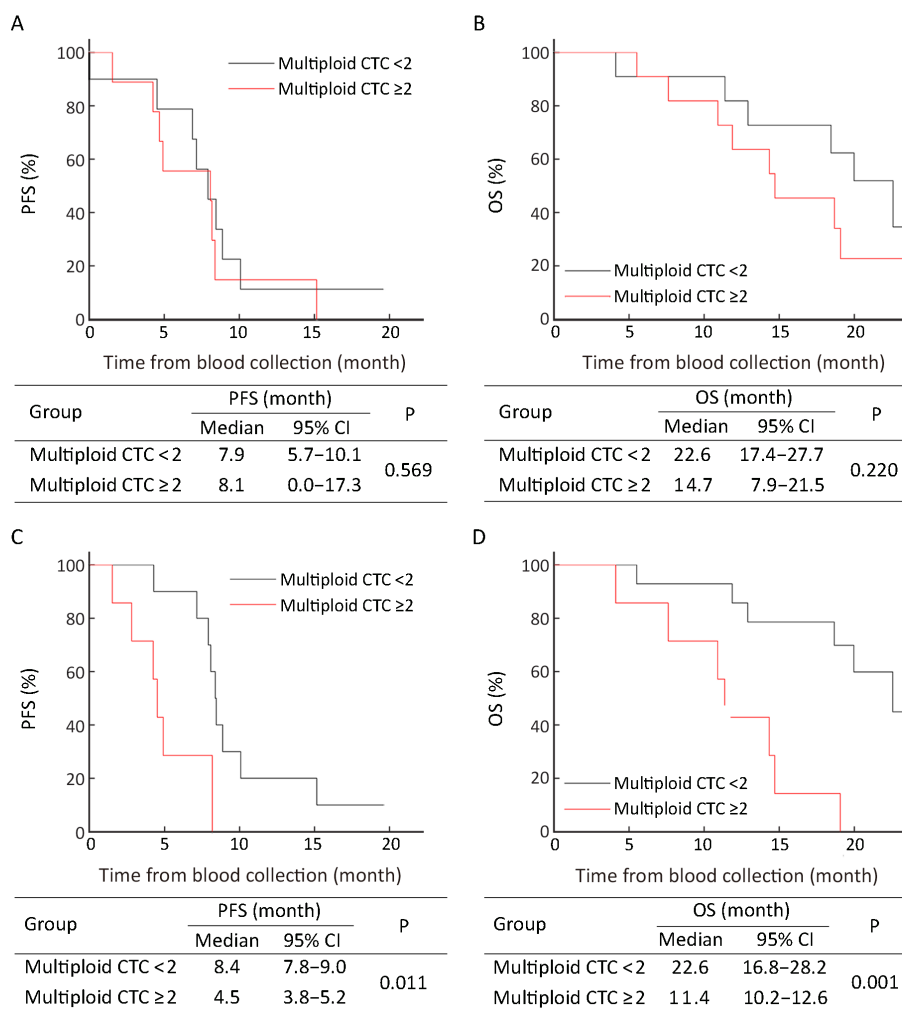 A
100
80
60
40
20
0
PFS (%)
Multiploid CTC <2
Multiploid CTC ≥2
0 5 10 15 20
Time from blood collection (month)
Group PFS (month) P
Median 95% CI
Multiploid CTC <2 7.9 5.7–10.1 0.569
Multiploid CTC ≥2 8.1 0.0–17.3
B
100
80
60
40
20
0
OS (%)
Multiploid CTC <2
Multiploid CTC ≥2
0 5 10 15 20
Time from blood collection (month)
Group OS (month) P
Median 95% CI
Multiploid CTC <2 22.6 17.4–27.7 0.220
Multiploid CTC ≥2 14.7 7.9–21.5
C
100
80
60
40
20
0
PFS (%)
Multiploid CTC <2
Multiploid CTC ≥2
0 5 10 15 20
Time from blood collection (month)
Group PFS (month) P
Median 95% CI
Multiploid CTC <2 8.4 7.8–9.0 0.011
Multiploid CTC ≥2 4.5 3.8–5.2
D
100
80
60
40
20
0
OS (%)
Multiploid CTC <2
Multiploid CTC ≥2
0 5 10 15 20
Time from blood collection (month)
Group OS (month) P
Median 95% CI
Multiploid CTC <2 22.6 16.8–28.2 0.001
Multiploid CTC ≥2 11.4 10.2–12.6